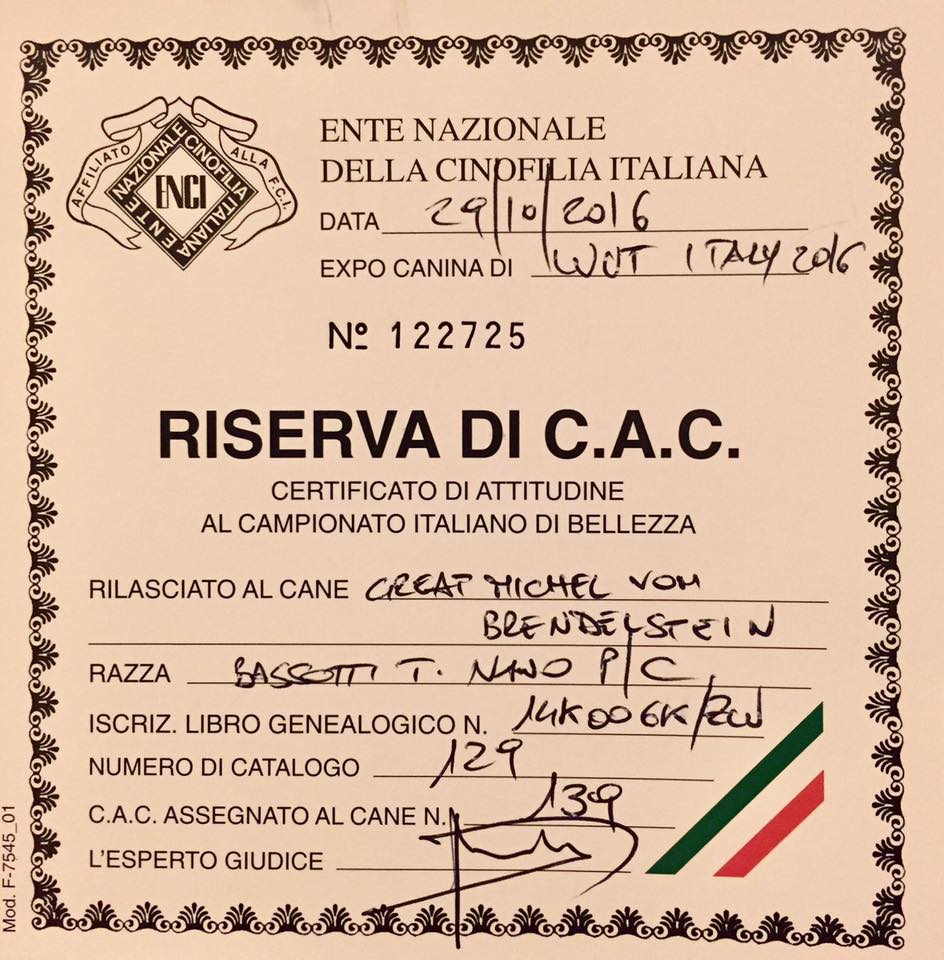 AFFILIATO ALLA F.C.I.
ENTE NAZIONALE CINOFILIA ITALIANA
ENCI
ENTE NAZIONALE
DELLA CINOFILIA ITALIANA
DATA 29/10/2016
EXPO CANINA DI WUT ITALY 2016
Nº 122725
RISERVA DI C.A.C.
CERTIFICATO DI ATTITUDINE
AL CAMPIONATO ITALIANO DI BELLEZZA
RILASCIATO AL CANE GREAT MICHEL VOM
BRENDELSTEIN
RAZZA BASSOTTI T. NANO P/C
ISCRIZ. LIBRO GENEALOGICO N.
NUMERO DI CATALOGO 129
C.A.C. ASSEGNATO AL CANE N. 139
L'ESPERTO GIUDICE
Mod. F-7545_01